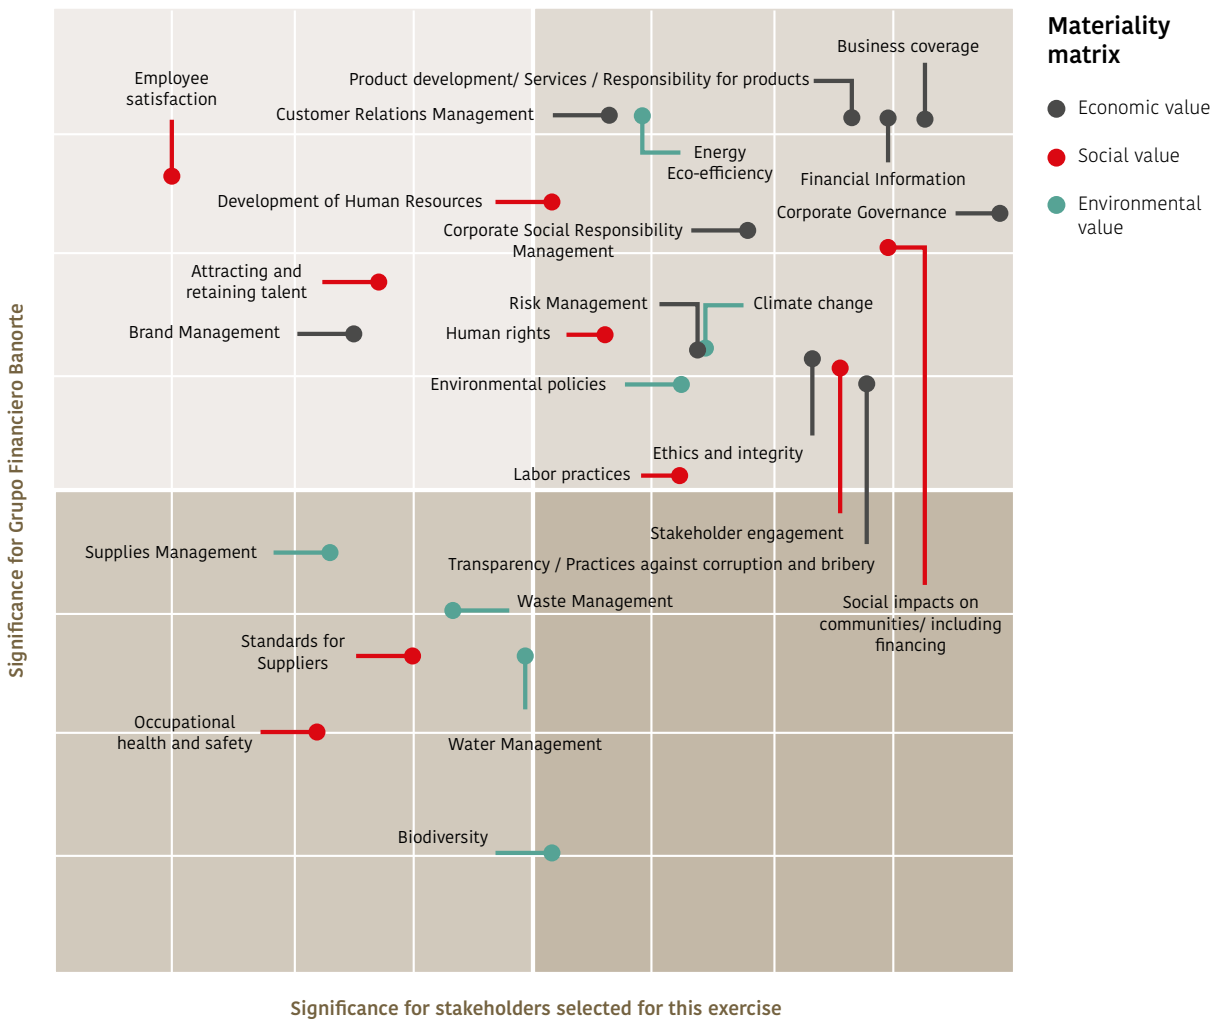 Materiality
matrix
Economic value
Social value
Environmental
value
Business coverage
Employee
satisfaction
Product development/ Services / Responsibility for products
Customer Relations Management
Energy
Eco-efficiency
Financial Information
Development of Human Resources
Corporate Governance
Corporate Social Responsibility
Management
Attracting and
retaining talent
Risk Management
Climate change
Brand Management
Human rights
Environmental policies
Ethics and integrity
Labor practices
Stakeholder engagement
Supplies Management
Transparency / Practices against corruption and bribery
Waste Management
Social impacts on
communities/ including
financing
Standards for
Suppliers
Occupational
health and safety
Water Management
Biodiversity
Significance for Grupo Financiero Banorte
Significance for stakeholders selected for this exercise